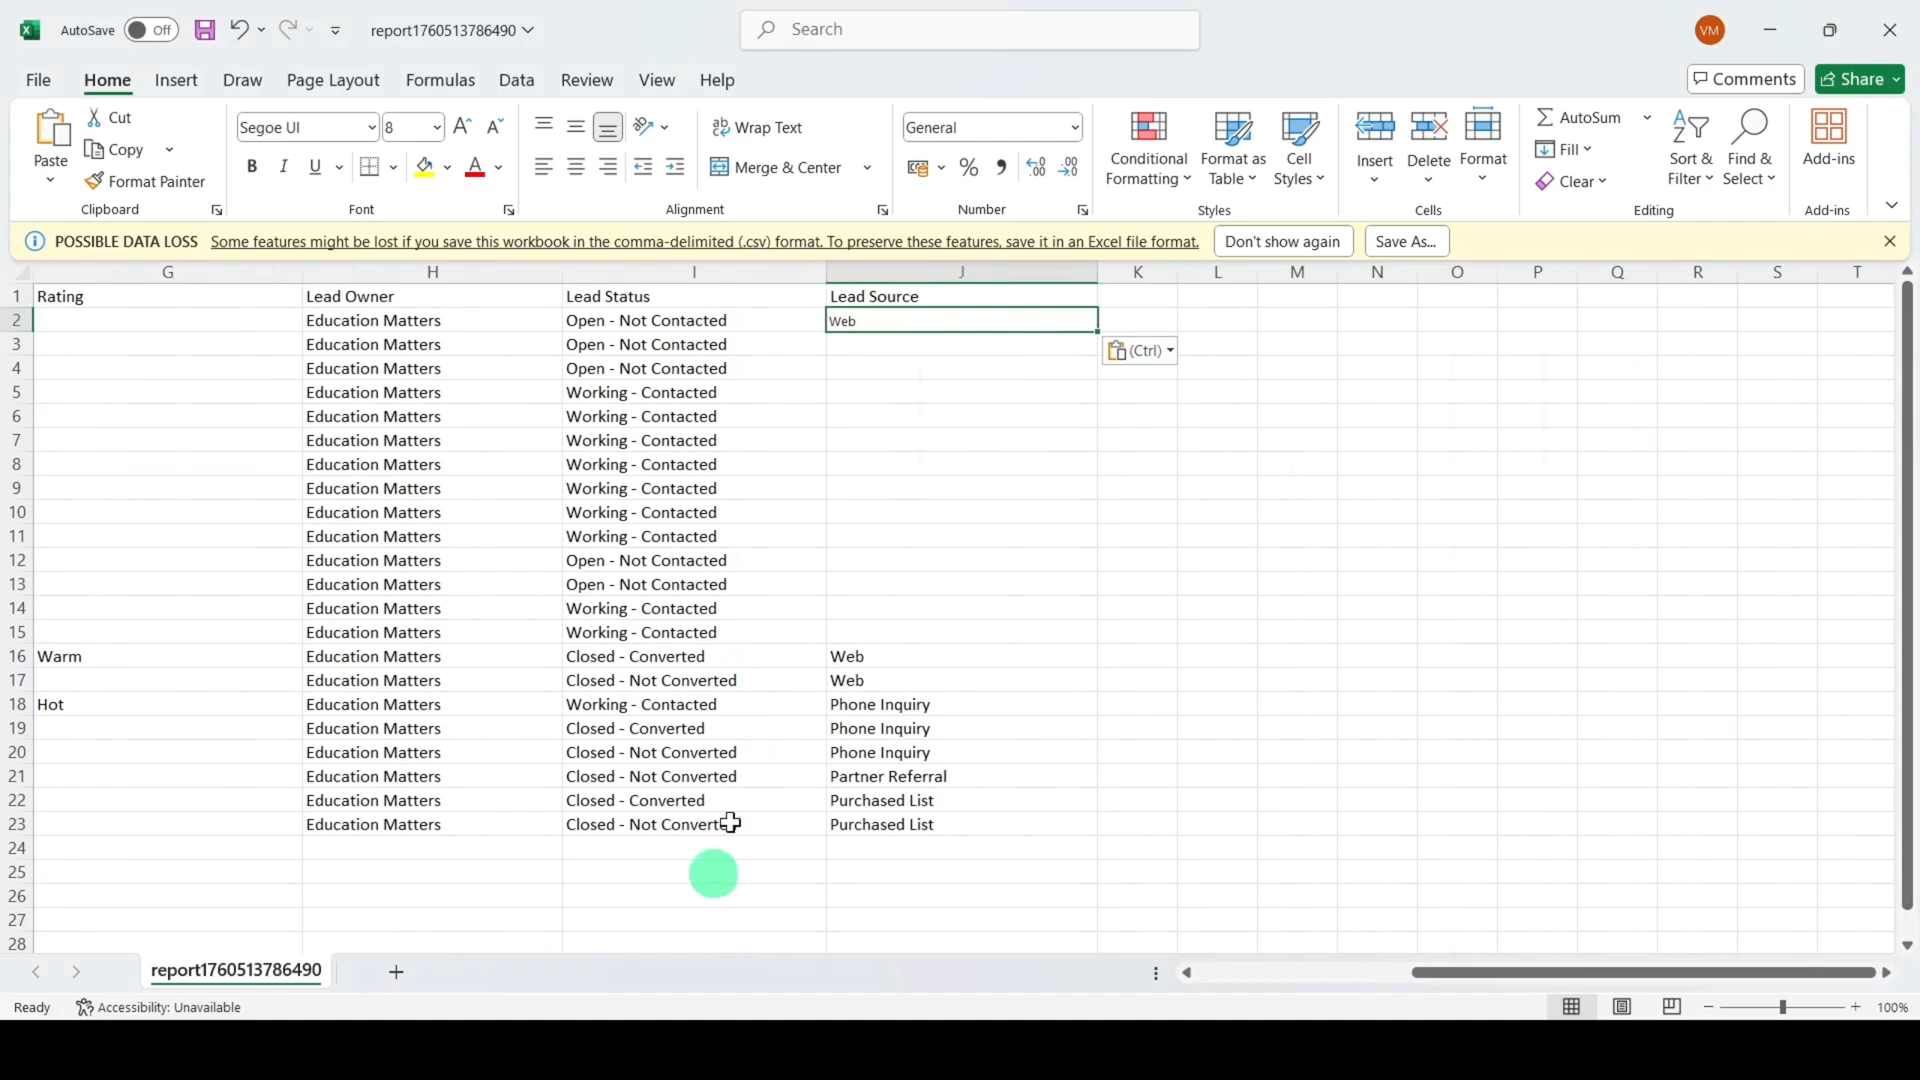 AutoSave Off report1760513786490 Search VM
File Home Insert Draw Page Layout Formulas Data Review View Help Comments Share
Paste Cut Copy Format Painter Clipboard
Segoe UI 8 A A B I U A Font
ab Wrap Text Merge & Center Alignment
General % , Number
Conditional Formatting Format as Table Cell Styles Styles
Insert Delete Format Cells
AutoSum Fill Clear Sort & Filter Find & Select Editing
Add-ins Add-ins
POSSIBLE DATA LOSS Some features might be lost if you save this workbook in the comma-delimited (.csv) format. To preserve these features, save it in an Excel file format. Don't show again Save As...
G H I J K L M N O P Q R S T
1 Rating Lead Owner Lead Status Lead Source
2 Education Matters Open - Not Contacted Web
3 Education Matters Open - Not Contacted (Ctrl)
4 Education Matters Open - Not Contacted
5 Education Matters Working - Contacted
6 Education Matters Working - Contacted
7 Education Matters Working - Contacted
8 Education Matters Working - Contacted
9 Education Matters Working - Contacted
10 Education Matters Working - Contacted
11 Education Matters Working - Contacted
12 Education Matters Open - Not Contacted
13 Education Matters Open - Not Contacted
14 Education Matters Working - Contacted
15 Education Matters Working - Contacted
16 Warm Education Matters Closed - Converted Web
17 Education Matters Closed - Not Converted Web
18 Hot Education Matters Working - Contacted Phone Inquiry
19 Education Matters Closed - Converted Phone Inquiry
20 Education Matters Closed - Not Converted Phone Inquiry
21 Education Matters Closed - Not Converted Partner Referral
22 Education Matters Closed - Converted Purchased List
23 Education Matters Closed - Not Converted Purchased List
24
25
26
27
28
report1760513786490
Ready Accessibility: Unavailable 100%